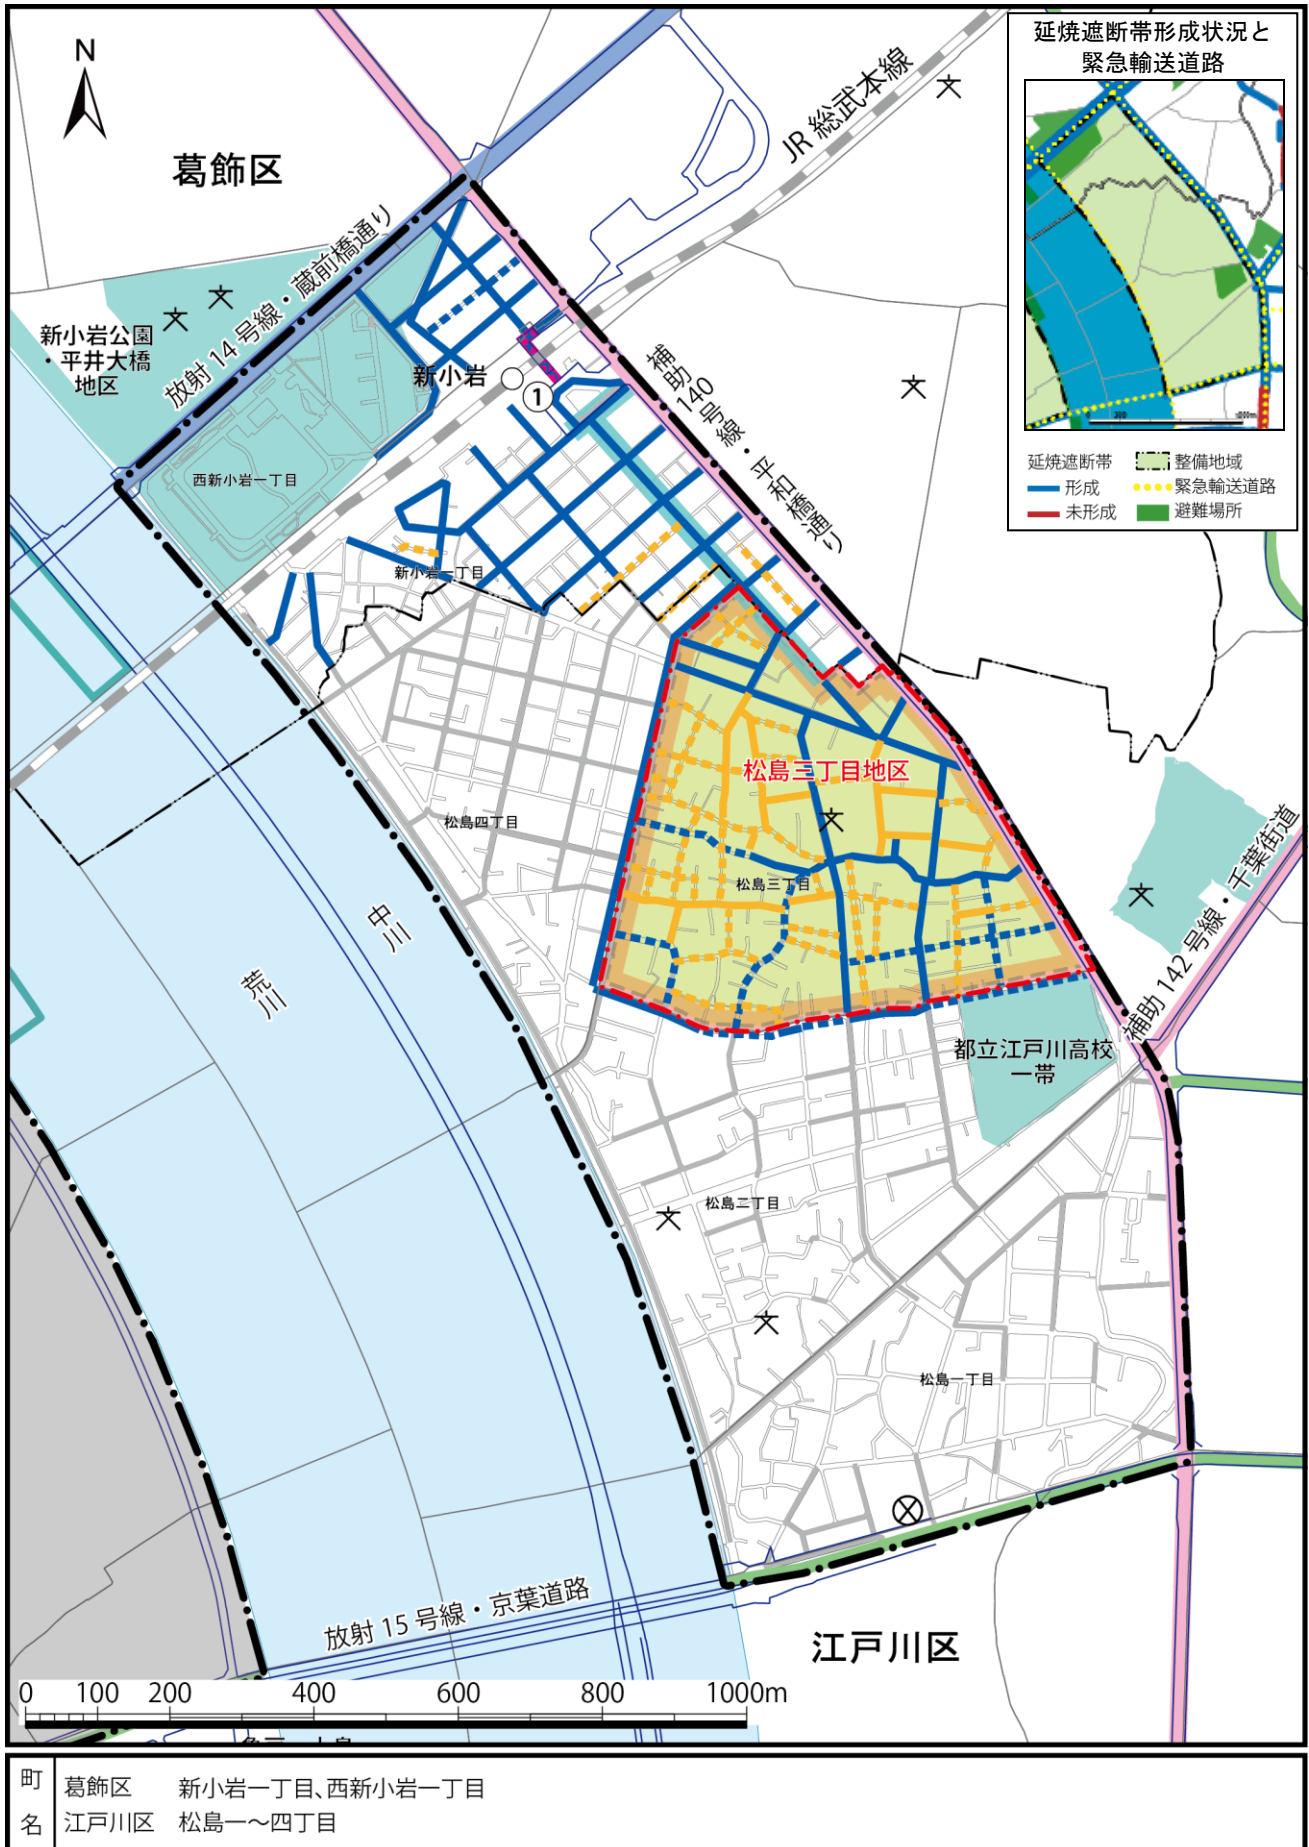 N
葛飾区
JR 総武本線
延焼遮断帯形成状況と
緊急輸送道路
200
延焼遮断帯
形成
未形成
整備地域
緊急輸送道路
避難場所
放射 14 号線・蔵前橋通り
新小岩公園
・平井大橋
地区
新小岩
1
補助 140 号線・平和橋通り
西新小岩一丁目
新小岩一丁目
松島三丁目地区
松島四丁目
松島三丁目
中川
荒川
補助 142 号線・千葉街道
都立江戸川高校
一帯
松島二丁目
松島一丁目
放射 15 号線・京葉道路
江戸川区
0 100 200 400 600 800 1000m
町名
葛飾区 新小岩一丁目、西新小岩一丁目
江戸川区 松島一～四丁目